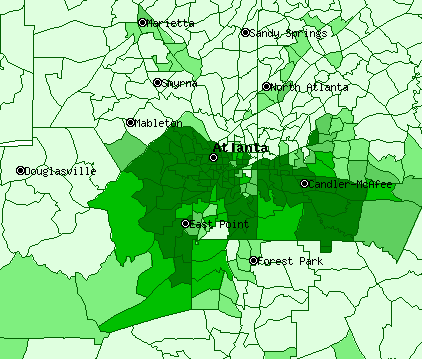 Marietta
Sandy Springs
Smyrna
North Atlanta
Mableton
Atlanta
Douglasville
Candler-McAfee
East Point
Forest Park